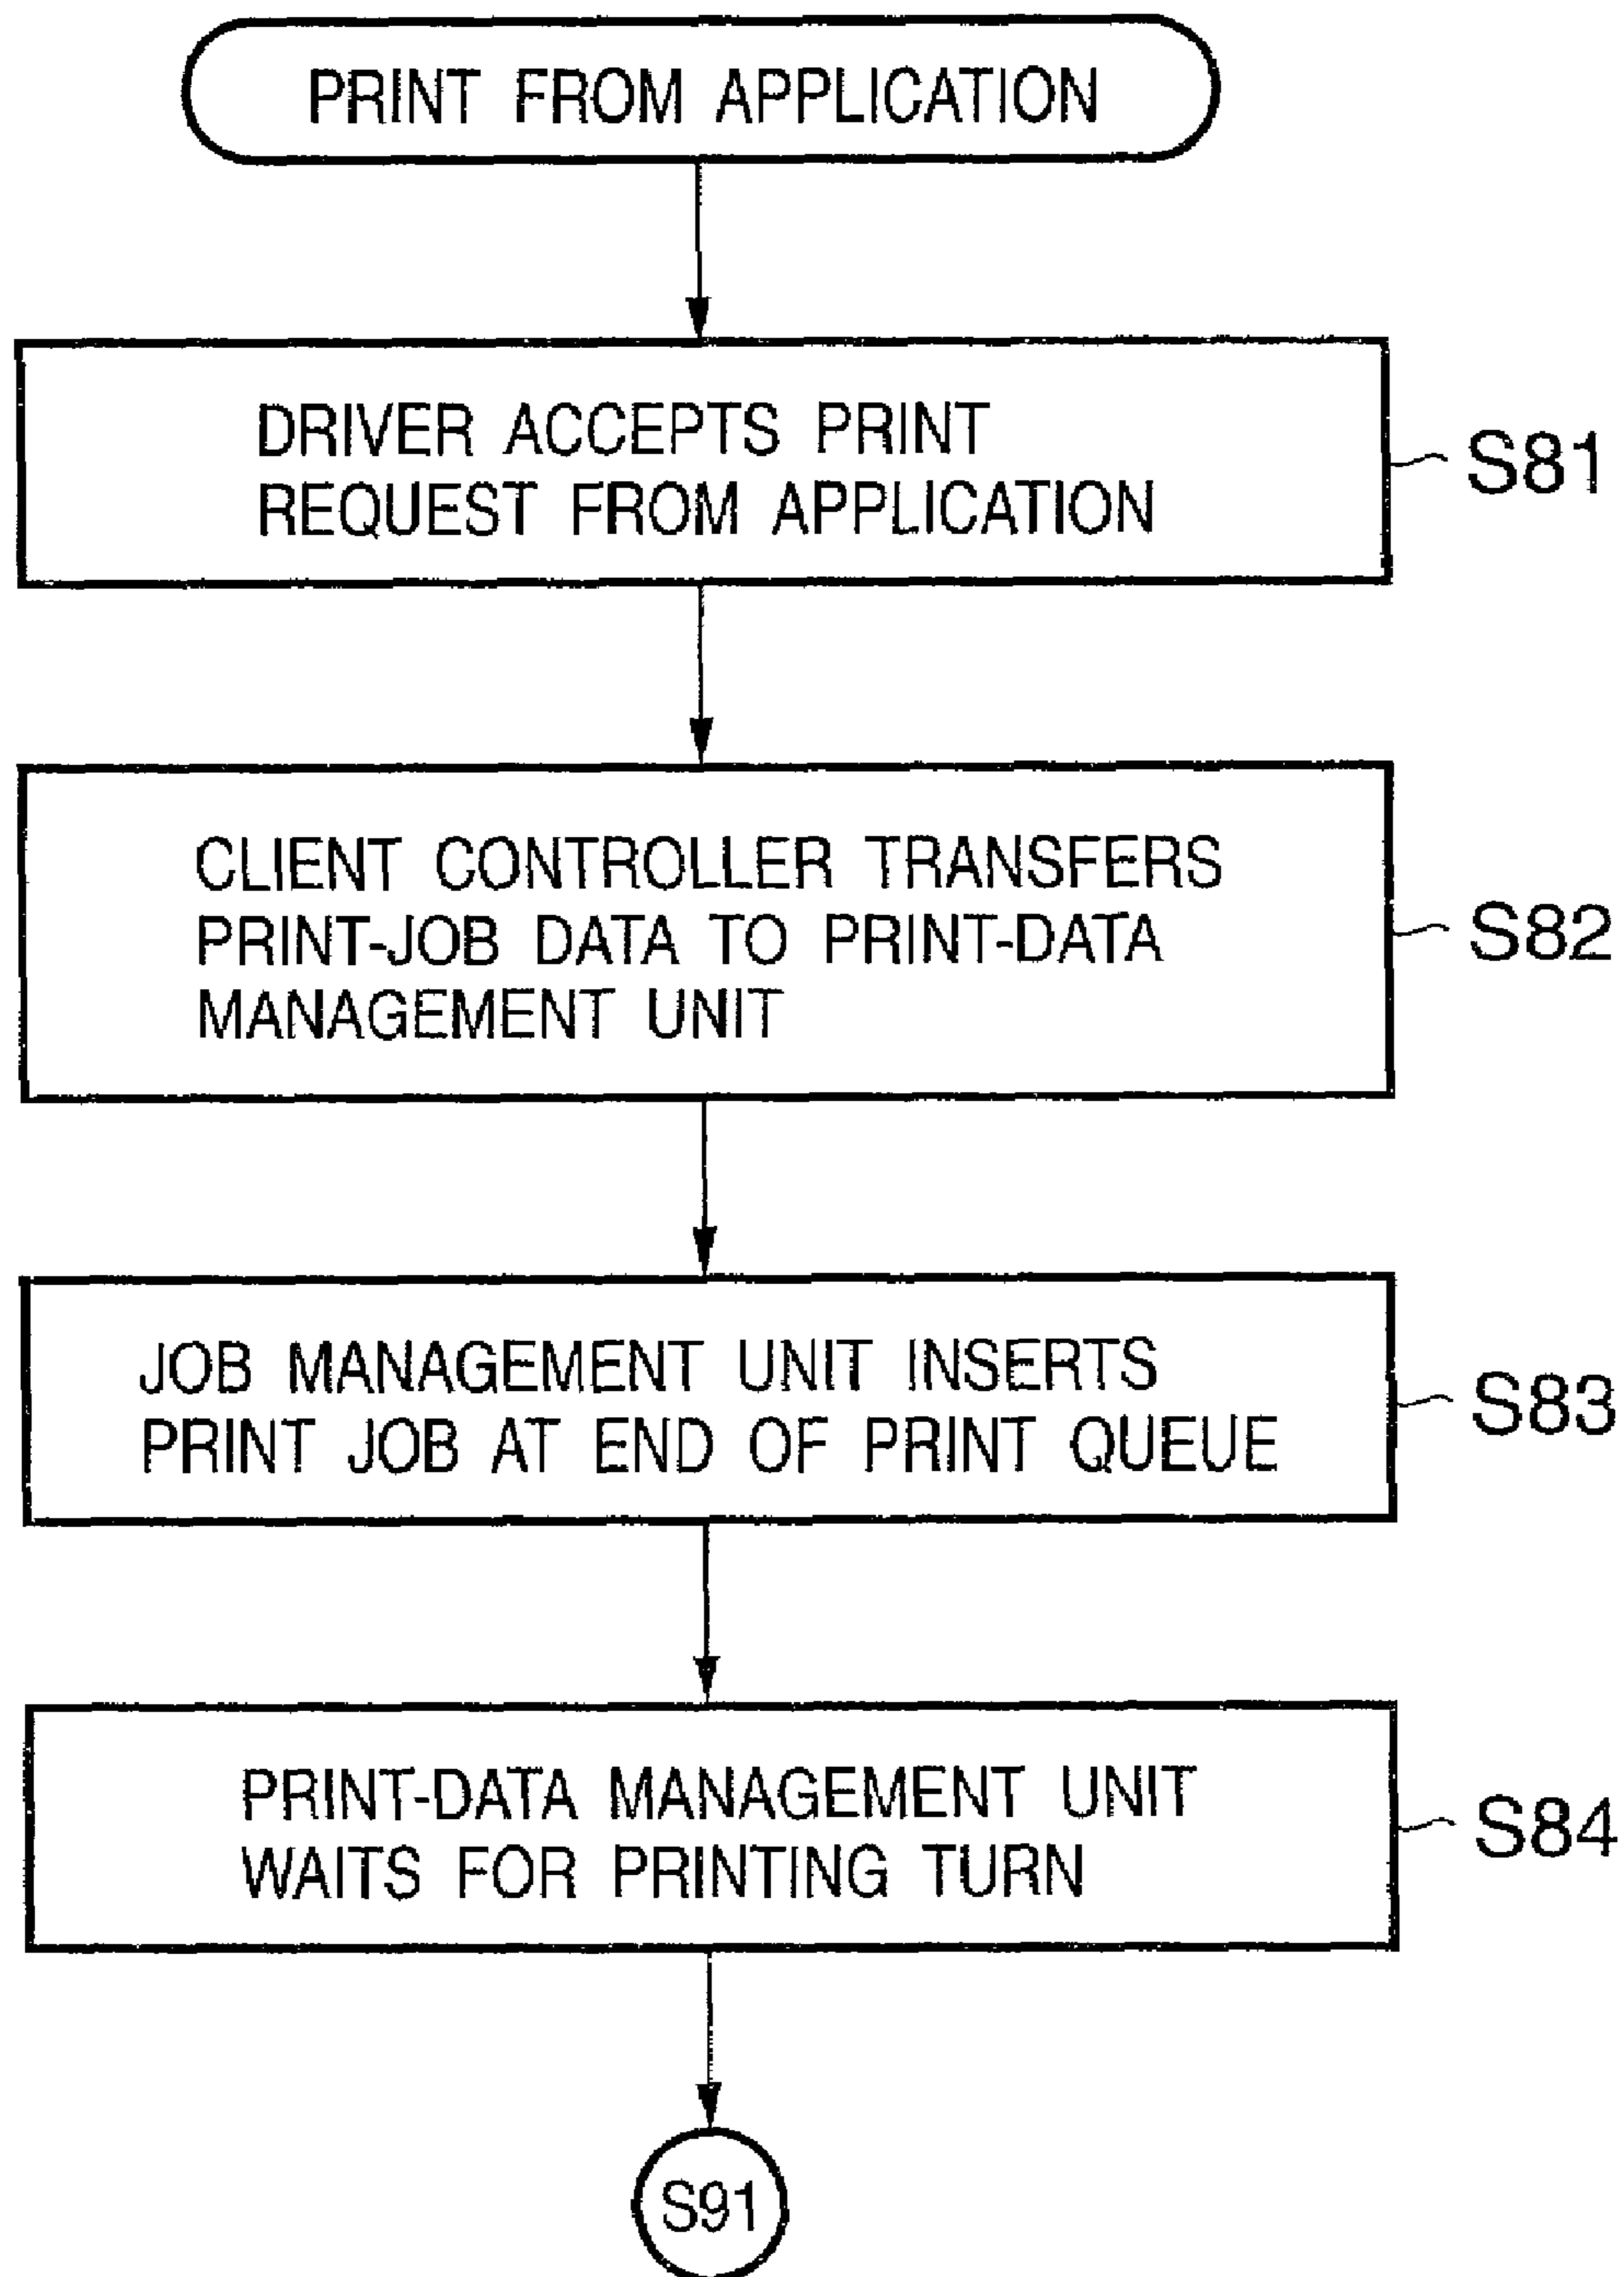 PRINT FROM APPLICATION
DRIVER ACCEPTS PRINT
REQUEST FROM APPLICATION
S81
CLIENT CONTROLLER TRANSFERS
PRINT-JOB DATA TO PRINT-DATA
MANAGEMENT UNIT
S82
JOB MANAGEMENT UNIT INSERTS
PRINT JOB AT END OF PRINT QUEUE
S83
PRINT-DATA MANAGEMENT UNIT
WAITS FOR PRINTING TURN
S84
S91